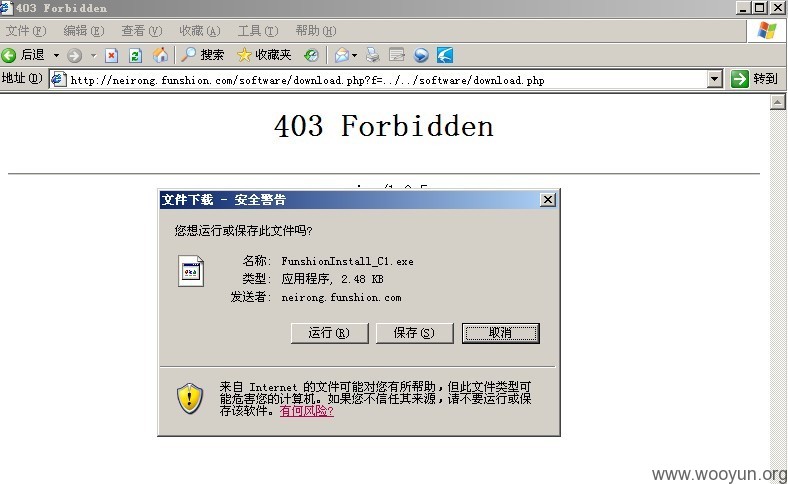 403 Forbidden
文件(F) 编辑(E) 查看(V) 收藏(A) 工具(T) 帮助(H)
后退 搜索 收藏夹
地址(D) http://neirong.funshion.com/software/download.php?f=../../software/download.php 转到
403 Forbidden
文件下载 - 安全警告
您想运行或保存此文件吗?
名称: FunshionInstall_C1.exe
类型: 应用程序, 2.48 KB
发送者: neirong.funshion.com
运行(R) 保存(S) 取消
来自 Internet 的文件可能对您有所帮助，但此文件类型可
能危害您的计算机。如果您不信任其来源，请不要运行或保
存该软件。有何风险?
www.wooyun.org